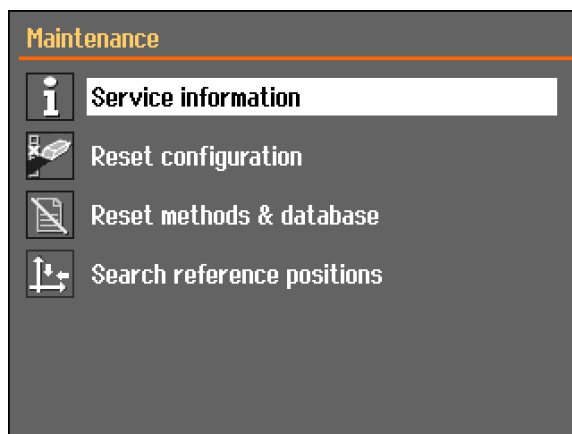 Maintenance
Service information
Reset configuration
Reset methods & database
Search reference positions